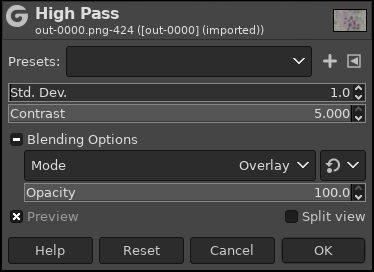 High Pass
out-0000.png-424 ([out-0000] (imported))
Presets:
Std. Dev. 1.0
Contrast 5.000
Blending Options
Mode Overlay
Opacity 100.0
Preview Split view
Help Reset Cancel OK